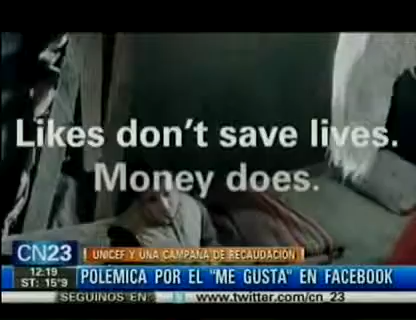 Likes don't save lives.
Money does.
CN23
UNICEF Y UNA CAMPAÑA DE RECAUDACIÓN
12:19
POLÉMICA POR EL "ME GUSTA" EN FACEBOOK
ST: 15°9
SEGUINOS EN: www.twitter.com/cn_23